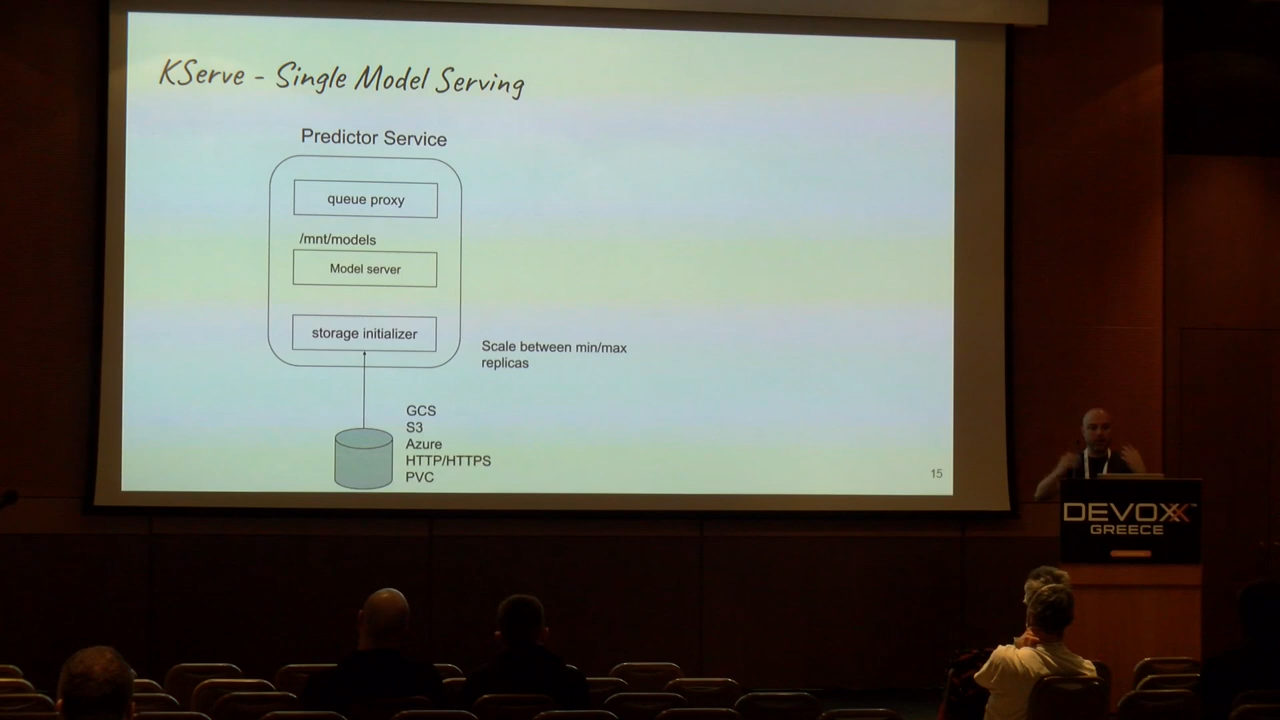 KServe - Single Model Serving
Predictor Service
queue proxy
/mnt/models
Model server
storage initializer
Scale between min/max
replicas
GCS
S3
Azure
HTTP/HTTPS
PVC
15
DEVOXX
GREECE